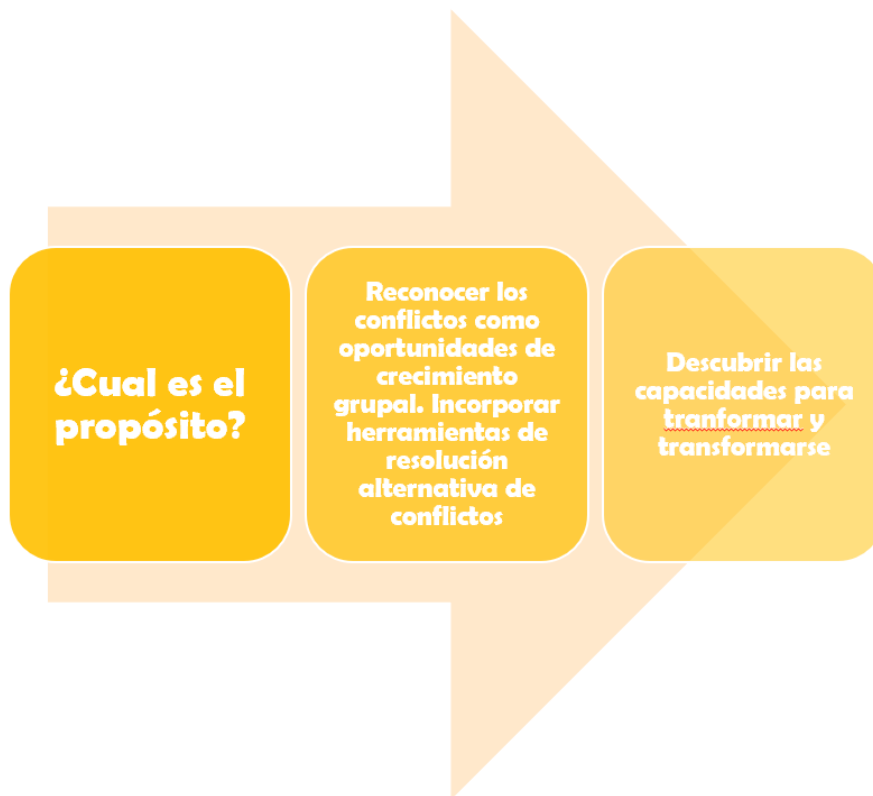 ¿Cual es el
propósito?
Reconocer los
conflictos como
oportunidades de
crecimiento
grupal. Incorporar
herramientas de
resolución
alternativa de
conflictos
Descubrir las
capacidades para
tranformar y
transformarse